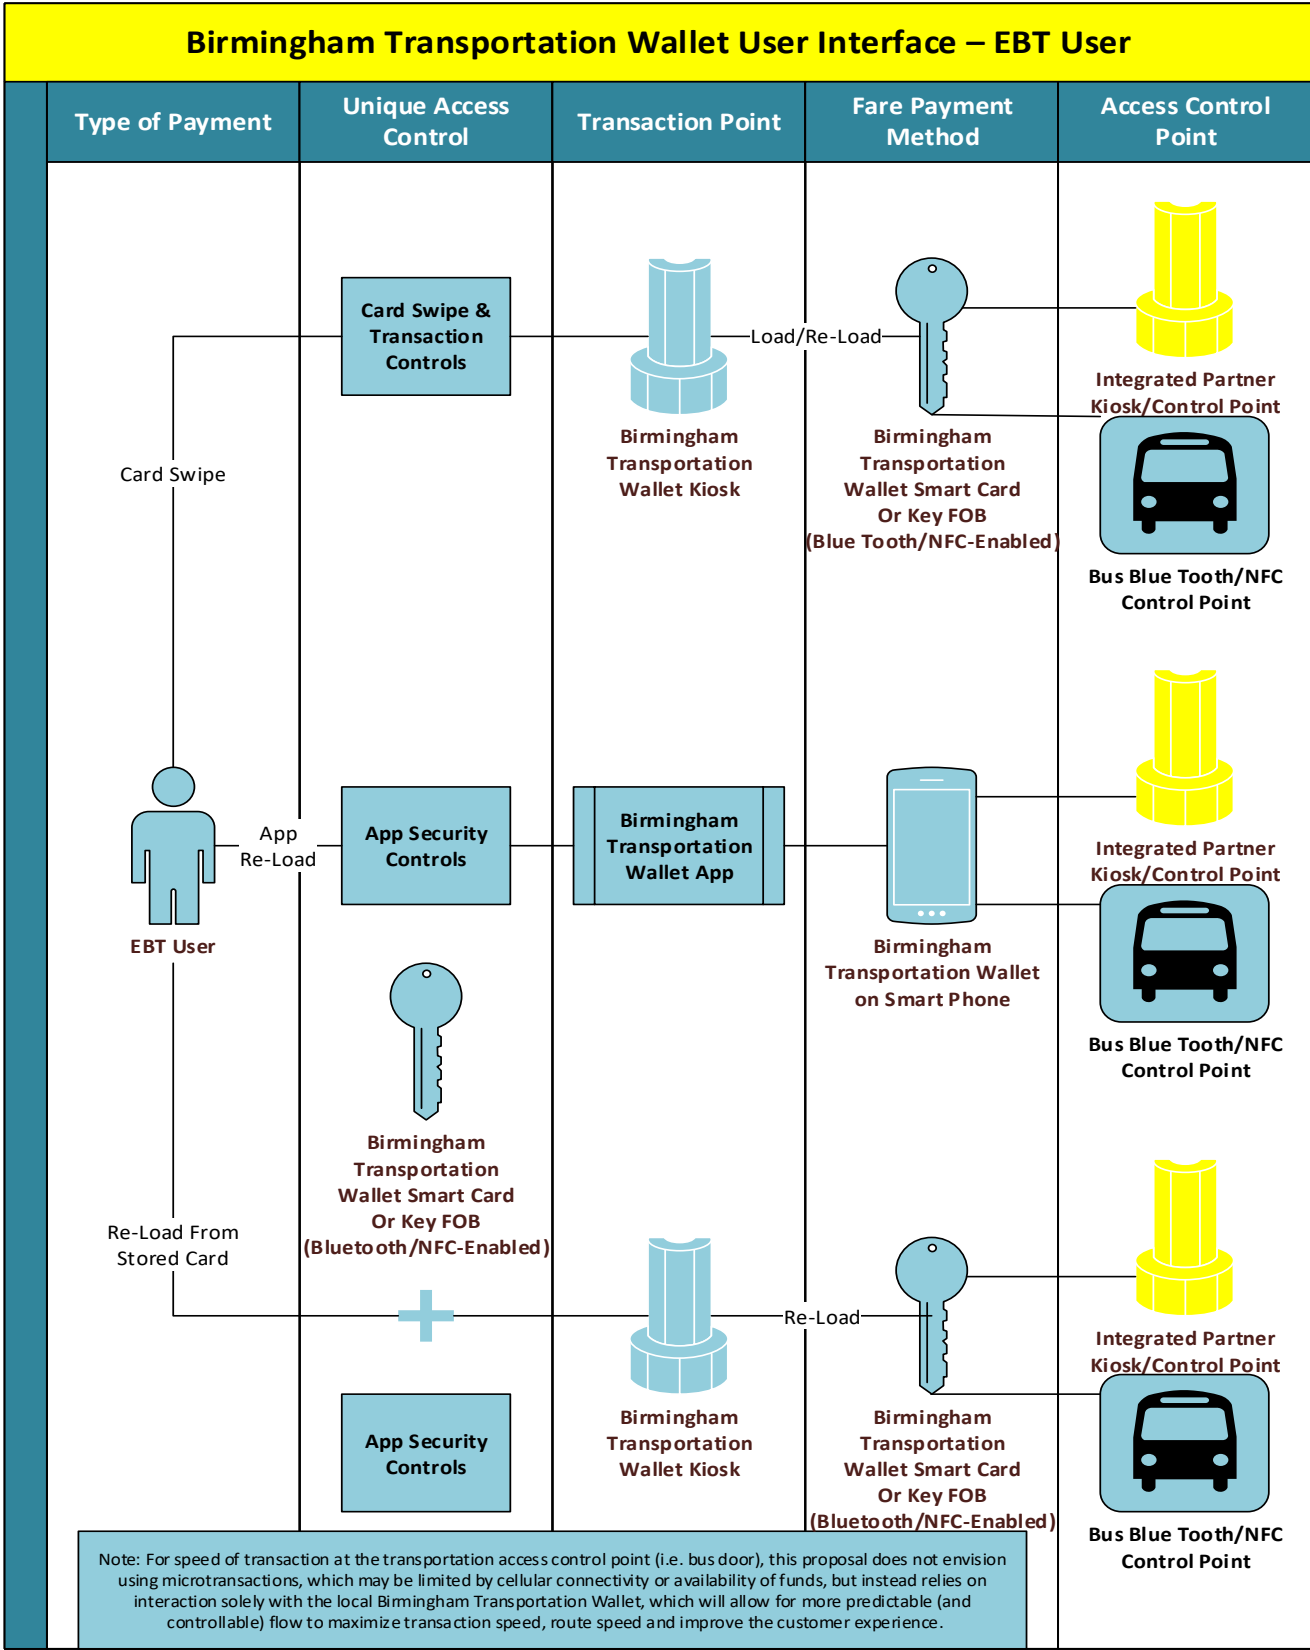 Birmingham Transportation Wallet User Interface – EBT User
Type of Payment
Unique Access
Control
Transaction Point
Fare Payment
Method
Access Control
Point
Card Swipe &
Transaction
Controls
Load/Re-Load
Card Swipe
Birmingham
Transportation
Wallet Kiosk
Birmingham
Transportation
Wallet Smart Card
Or Key FOB
(Blue Tooth/NFC-Enabled)
Integrated Partner
Kiosk/Control Point
Bus Blue Tooth/NFC
Control Point
EBT User
App
Re-Load
App Security
Controls
Birmingham
Transportation
Wallet App
Birmingham
Transportation Wallet
on Smart Phone
Integrated Partner
Kiosk/Control Point
Bus Blue Tooth/NFC
Control Point
Re-Load From
Stored Card
Birmingham
Transportation
Wallet Smart Card
Or Key FOB
(Bluetooth/NFC-Enabled)
App Security
Controls
Birmingham
Transportation
Wallet Kiosk
Re-Load
Birmingham
Transportation
Wallet Smart Card
Or Key FOB
(Bluetooth/NFC-Enabled)
Integrated Partner
Kiosk/Control Point
Bus Blue Tooth/NFC
Control Point
Note: For speed of transaction at the transportation access control point (i.e. bus door), this proposal does not envision
using microtransactions, which may be limited by cellular connectivity or availability of funds, but instead relies on
interaction solely with the local Birmingham Transportation Wallet, which will allow for more predictable (and
controllable) flow to maximize transaction speed, route speed and improve the customer experience.